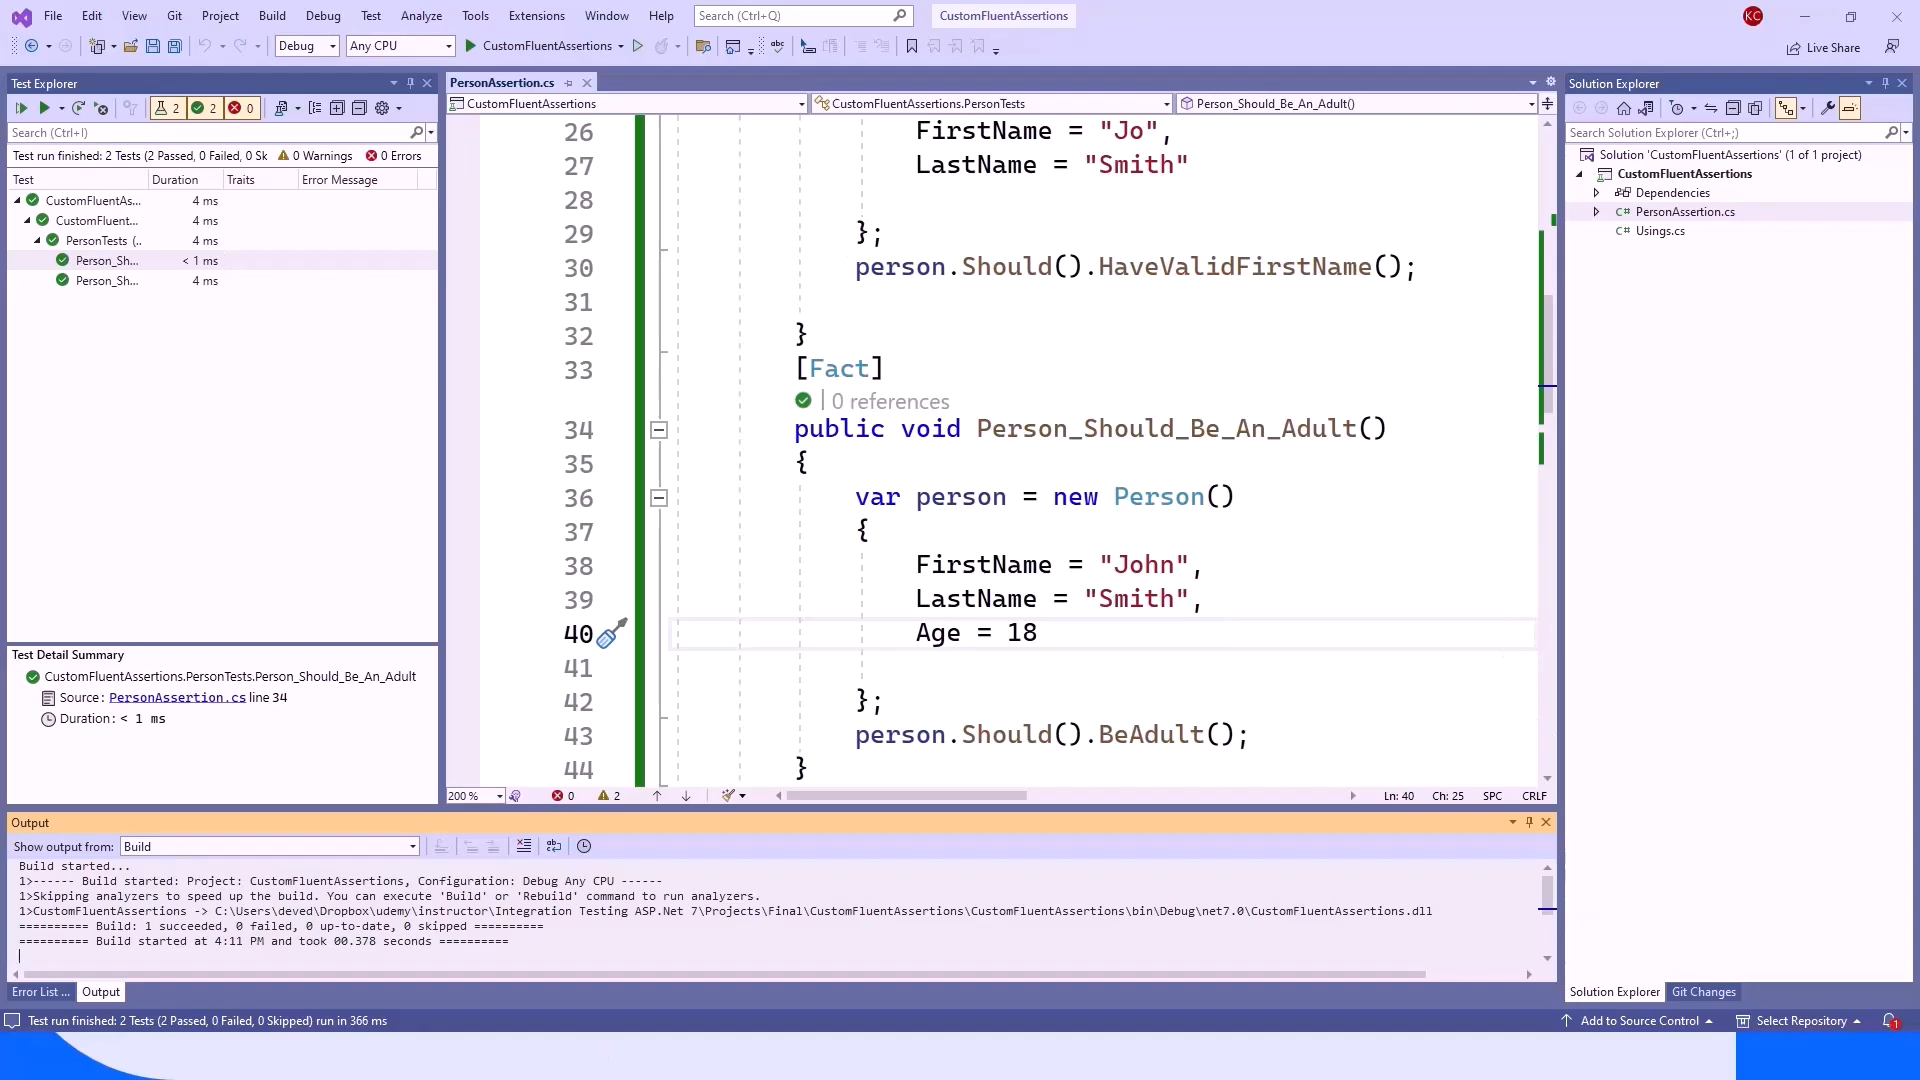 File Edit View Git Project Build Debug Test Analyze Tools Extensions Window Help Search (Ctrl+Q) CustomFluentAssertions KC
Debug Any CPU CustomFluentAssertions Live Share
Test Explorer
2 2 0
Search (Ctrl+I)
Test run finished: 2 Tests (2 Passed, 0 Failed, 0 Sk 0 Warnings 0 Errors
Test Duration Traits Error Message
CustomFluentAs... 4 ms
CustomFluent... 4 ms
PersonTests (.. 4 ms
Person_Sh... < 1 ms
Person_Sh... 4 ms
Test Detail Summary
CustomFluentAssertions.PersonTests.Person_Should_Be_An_Adult
Source: PersonAssertion.cs line 34
Duration: < 1 ms
PersonAssertion.cs
CustomFluentAssertions CustomFluentAssertions.PersonTests Person_Should_Be_An_Adult()
26 FirstName = "Jo",
27 LastName = "Smith"
28
29 };
30 person.Should().HaveValidFirstName();
31
32 }
33 [Fact]
0 references
34 public void Person_Should_Be_An_Adult()
35 {
36 var person = new Person()
37 {
38 FirstName = "John",
39 LastName = "Smith",
40 Age = 18
41
42 };
43 person.Should().BeAdult();
44 }
200 % 0 2 Ln: 40 Ch: 25 SPC CRLF
Solution Explorer
Search Solution Explorer (Ctrl+;)
Solution 'CustomFluentAssertions' (1 of 1 project)
CustomFluentAssertions
Dependencies
C# PersonAssertion.cs
C# Usings.cs
Output
Show output from: Build
Build started...
1>------ Build started: Project: CustomFluentAssertions, Configuration: Debug Any CPU ------
1>Skipping analyzers to speed up the build. You can execute 'Build' or 'Rebuild' command to run analyzers.
1>CustomFluentAssertions -> C:\Users\deved\Dropbox\udemy\instructor\Integration Testing ASP.Net 7\Projects\Final\CustomFluentAssertions\CustomFluentAssertions\bin\Debug\net7.0\CustomFluentAssertions.dll
========== Build: 1 succeeded, 0 failed, 0 up-to-date, 0 skipped ==========
========== Build started at 4:11 PM and took 00.378 seconds ==========
Error List ... Output
Solution Explorer Git Changes
Test run finished: 2 Tests (2 Passed, 0 Failed, 0 Skipped) run in 366 ms Add to Source Control Select Repository 1